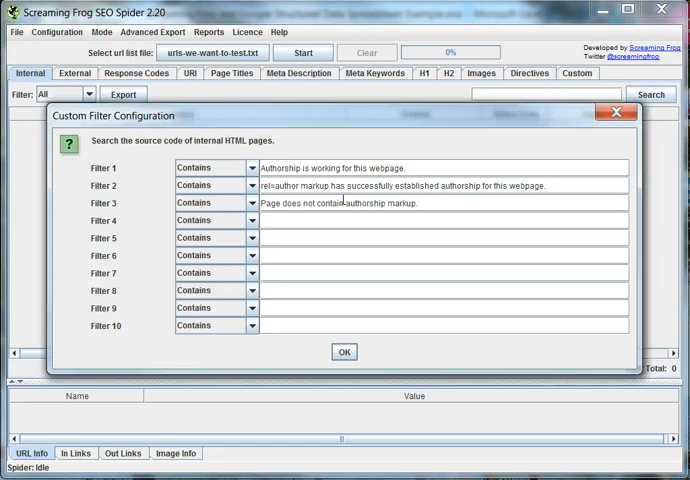 Screaming Frog SEO Spider 2.20
File Configuration Mode Advanced Export Reports Licence Help
Select url list file: urls-we-want-to-test.txt Start Clear 0%
Developed by Screaming Frog
Twitter @screamingfrog
Internal External Response Codes URI Page Titles Meta Description Meta Keywords H1 H2 Images Directives Custom
Filter: All Export Search
Custom Filter Configuration
? Search the source code of internal HTML pages.
Filter 1 Contains Authorship is working for this webpage.
Filter 2 Contains rel=author markup has successfully established authorship for this webpage.
Filter 3 Contains Page does not contain authorship markup.
Filter 4 Contains
Filter 5 Contains
Filter 6 Contains
Filter 7 Contains
Filter 8 Contains
Filter 9 Contains
Filter 10 Contains
OK
Total: 0
Name Value
URL Info In Links Out Links Image Info
Spider: Idle